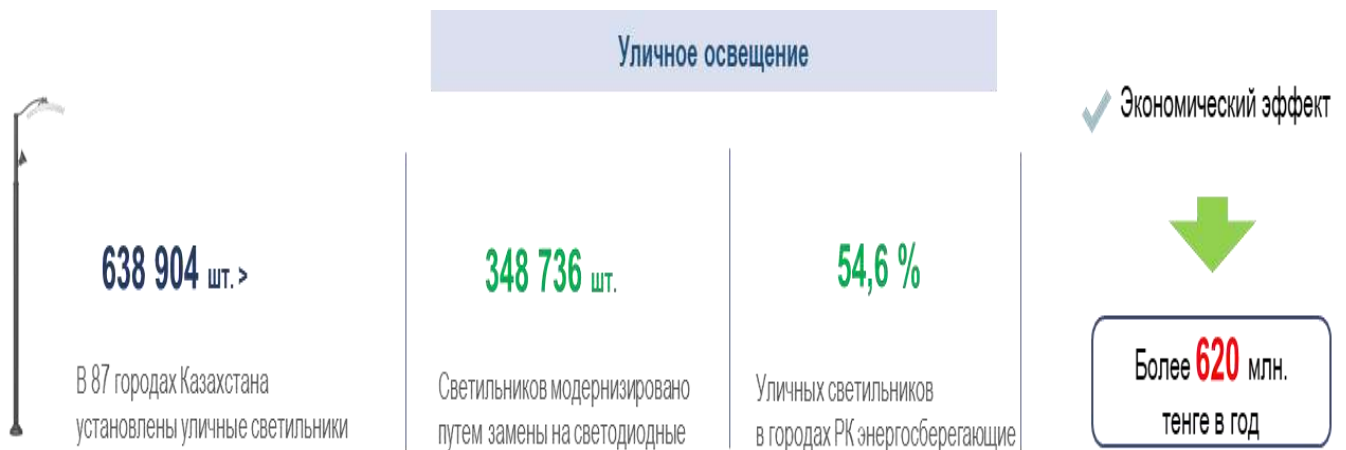 Уличное освещение
638 904 шт. >
В 87 городах Казахстана
установлены уличные светильники
348 736 шт.
Светильников модернизировано
путем замены на светодиодные
54,6 %
Уличных светильников
в городах РК энергосберегающие
Экономический эффект
Более 620 млн.
тенге в год